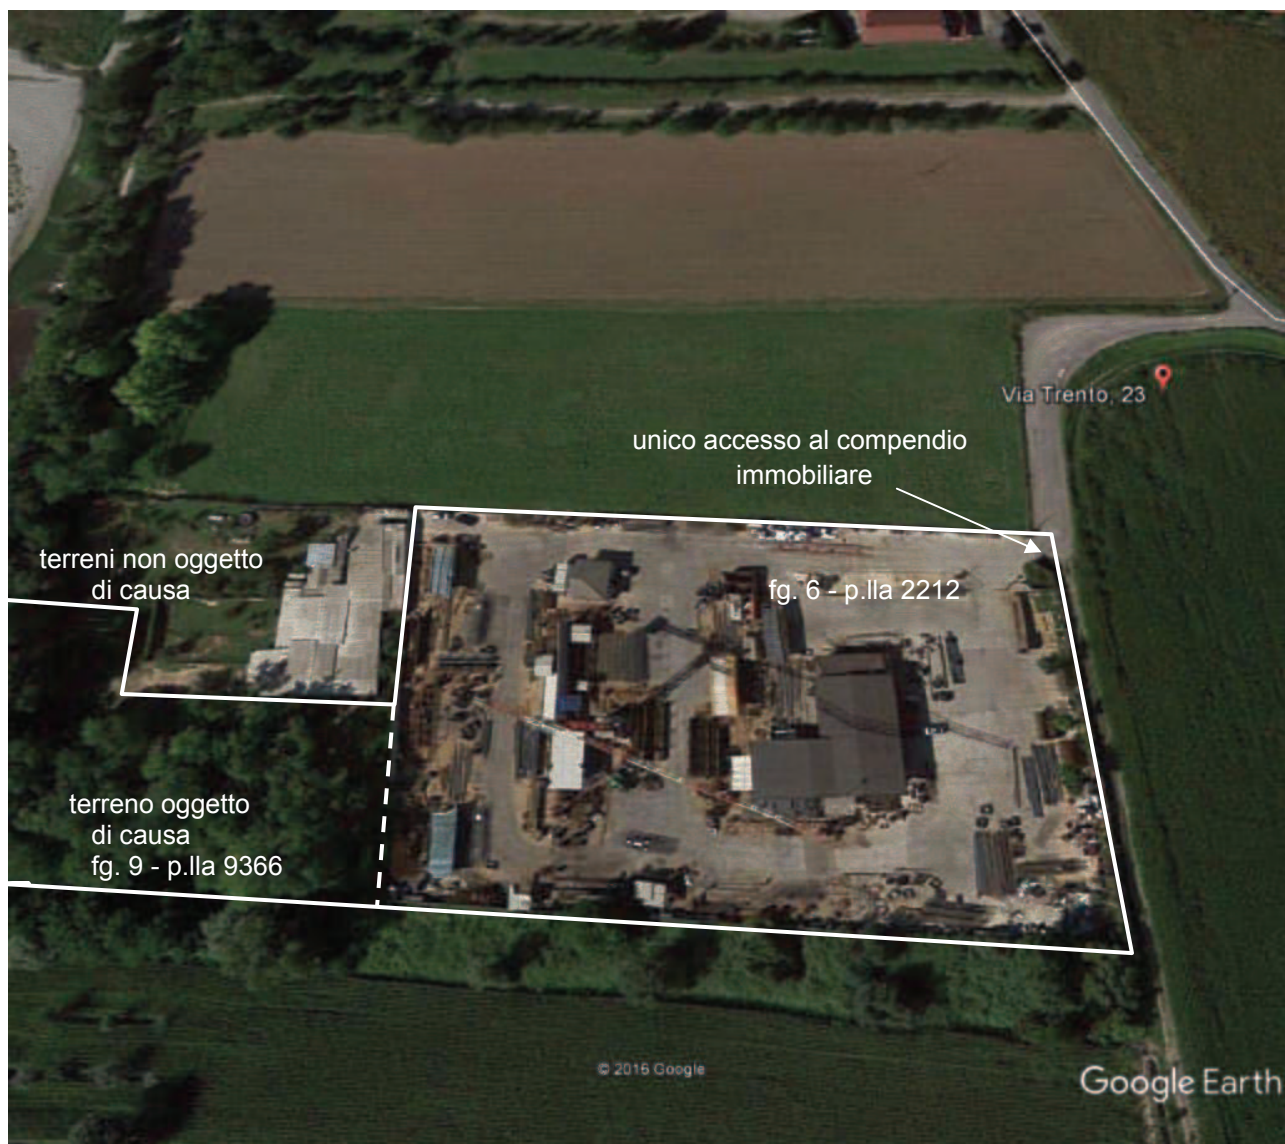 Via Trento, 23
unico accesso al compendio
immobiliare
terreni non oggetto
di causa
fg. 6 - p.lla 2212
terreno oggetto
di causa
fg. 9 - p.lla 9366
© 2016 Google
Google Earth